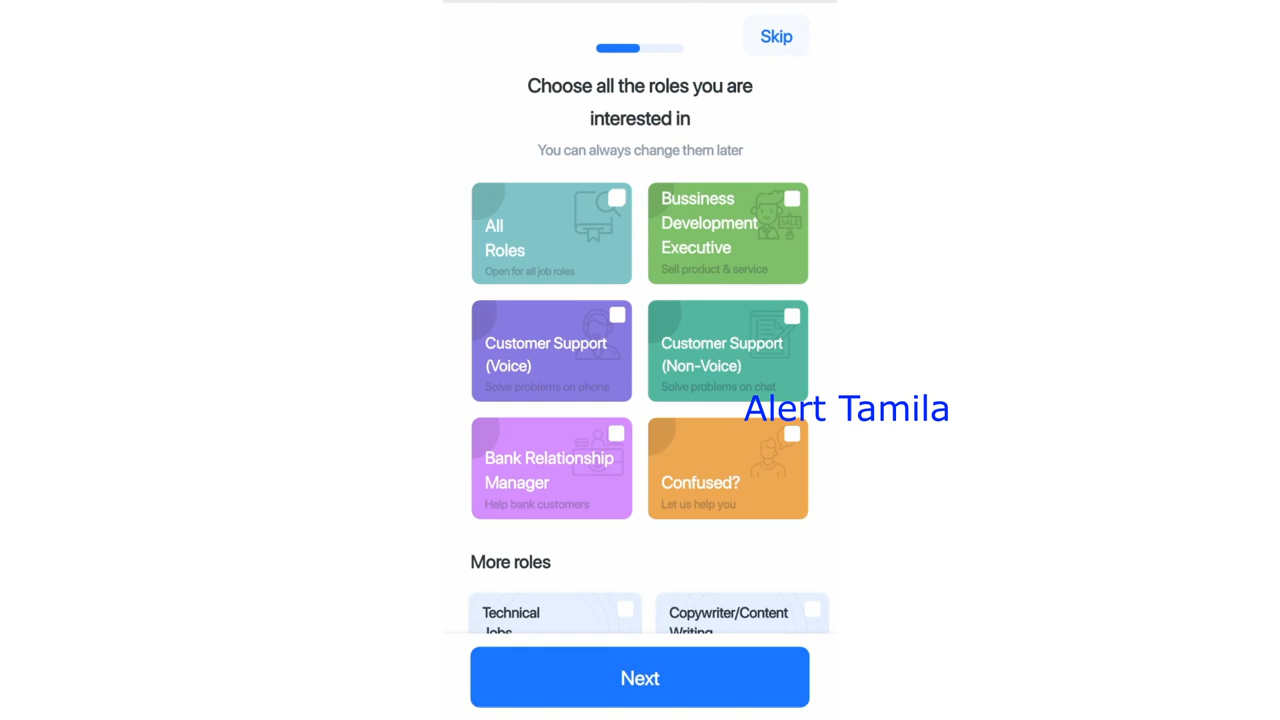 Skip
Choose all the roles you are
interested in
You can always change them later
All
Roles
Open for all job roles
Bussiness
Development
Executive
Sell product & service
SALE
Customer Support
(Voice)
Solve problems on phone
Customer Support
(Non-Voice)
Solve problems on chat
Alert Tamila
Bank Relationship
Manager
Help bank customers
Confused?
Let us help you
More roles
Technical
Jobs
Copywriter/Content
Writing
Next